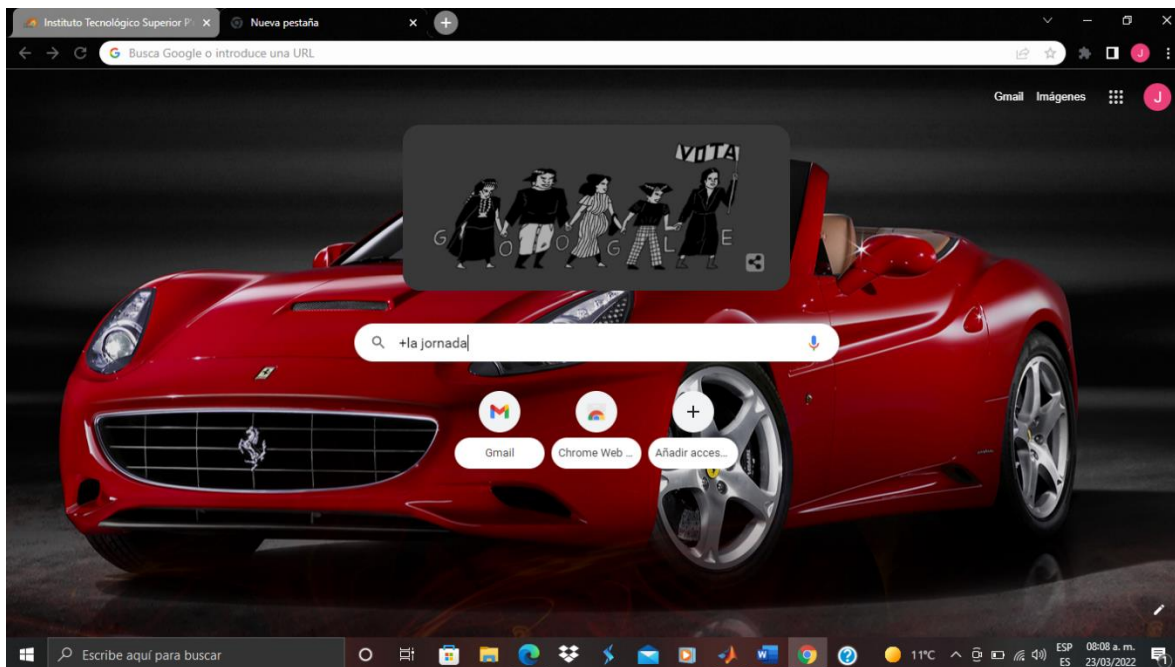 Instituto Tecnológico Superior P
Nueva pestaña
Busca Google o introduce una URL
J
Gmail Imágenes
J
VOTA
GOOGLE
+la jornada
Gmail
Chrome Web ...
Añadir acces...
Escribe aquí para buscar
11°C
ESP
ES
08:08 a. m.
23/03/2022